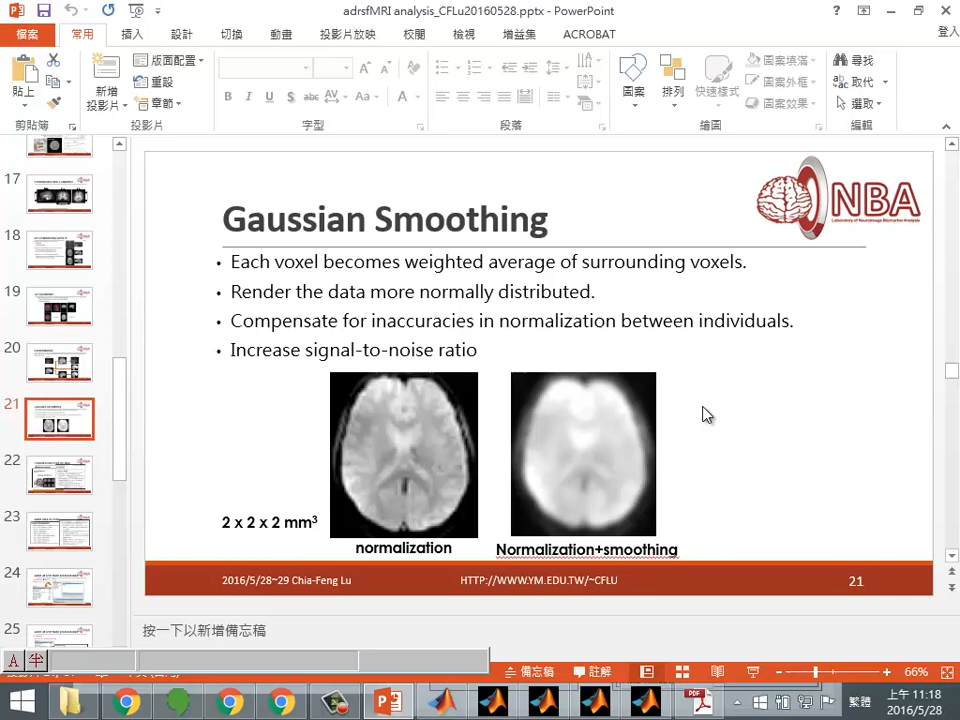 adrsfMRI analysis_CFLu20160528.pptx - PowerPoint
檔案 常用 插入 設計 切換 動畫 投影片放映 校閱 檢視 增益集 ACROBAT 登入
貼上
剪貼簿
新增
投影片
版面配置
重設
章節
投影片
B I U S abc AV Aa A
字型
段落
圖案
排列
快速樣式
圖案填滿
圖案外框
圖案效果
繪圖
尋找
取代
選取
編輯
17
18
19
20
21
22
23
24
25
NBA
Laboratory of Neuroimage Biomarker Analysis
Gaussian Smoothing
• Each voxel becomes weighted average of surrounding voxels.
• Render the data more normally distributed.
• Compensate for inaccuracies in normalization between individuals.
• Increase signal-to-noise ratio
2 x 2 x 2 mm³
normalization
Normalization+smoothing
2016/5/28~29 Chia-Feng Lu
HTTP://WWW.YM.EDU.TW/~CFLU
21
按一下以新增備忘稿
A 半
備忘稿 註解 66%
PDF
繁體
上午 11:18
2016/5/28